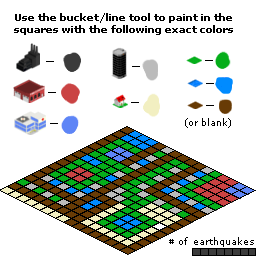 Use the bucket/line tool to paint in the
squares with the following exact colors
(or blank)
# of earthquakes